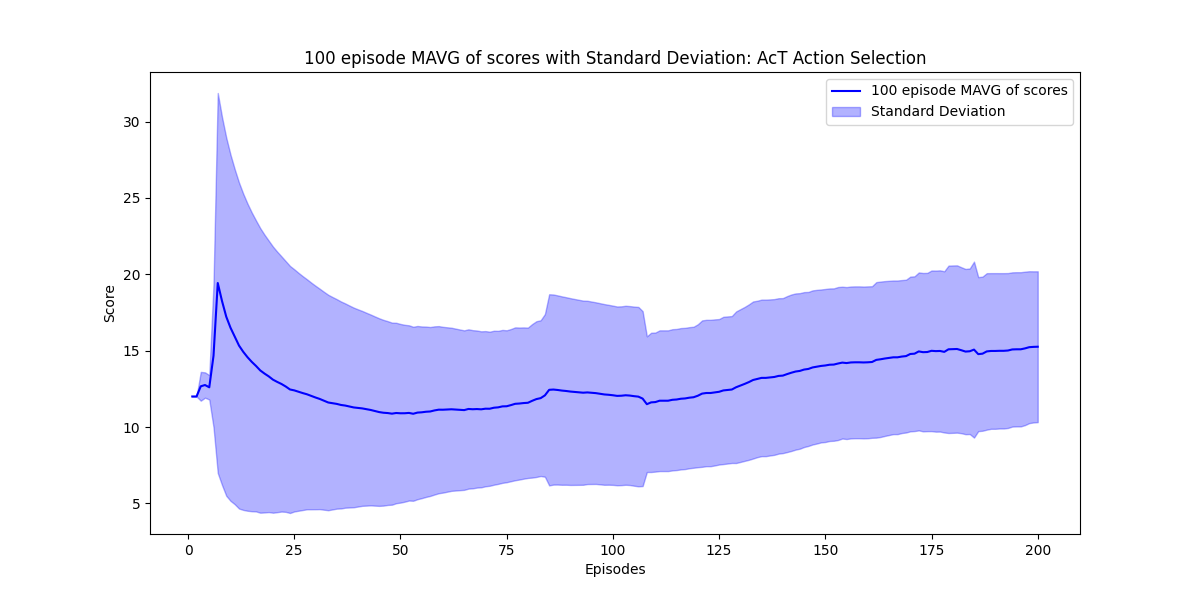 100 episode MAVG of scores with Standard Deviation: AcT Action Selection
100 episode MAVG of scores
Standard Deviation
30
25
20
15
10
5
Score
0 25 50 75 100 125 150 175 200
Episodes